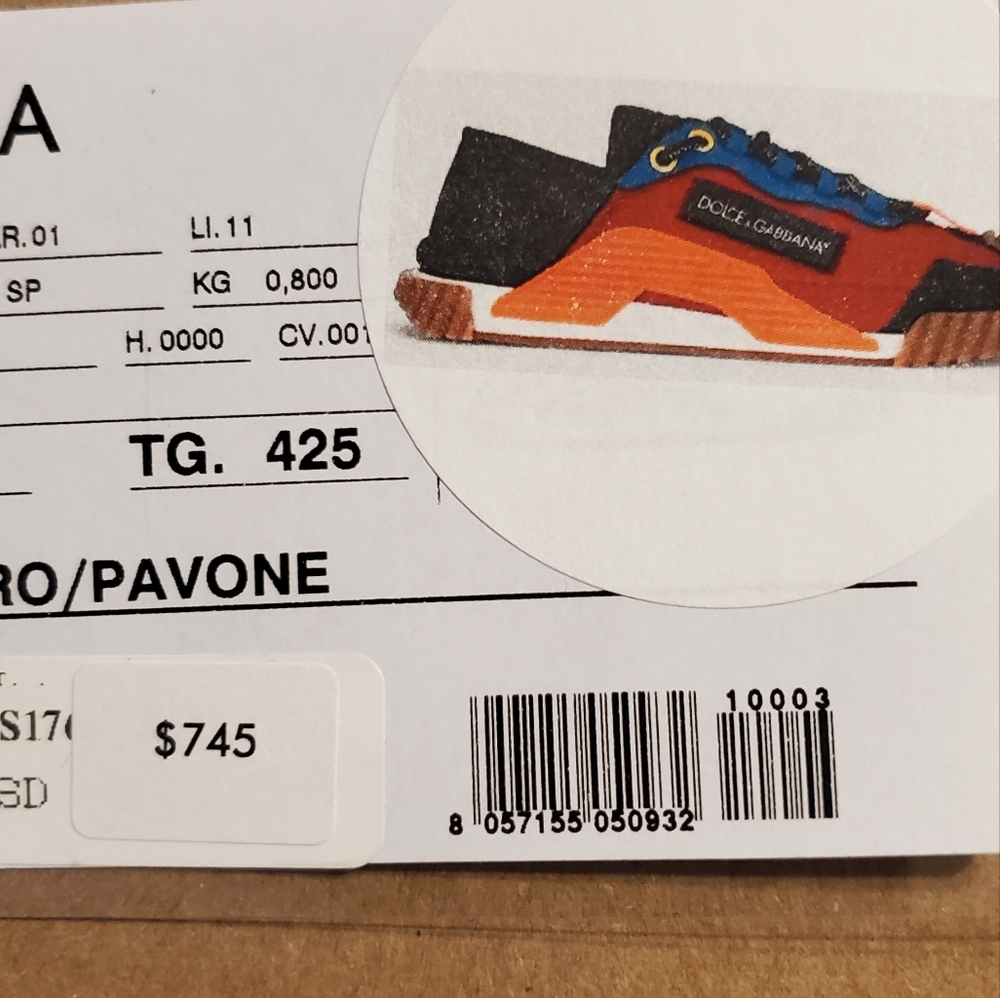 A
R.01 LI. 11
SP KG 0,800
H. 0000 CV.001
TG. 425
DOLCE & GABBANA
RO/PAVONE
S176
SD
$745
10003
8 057155 050932